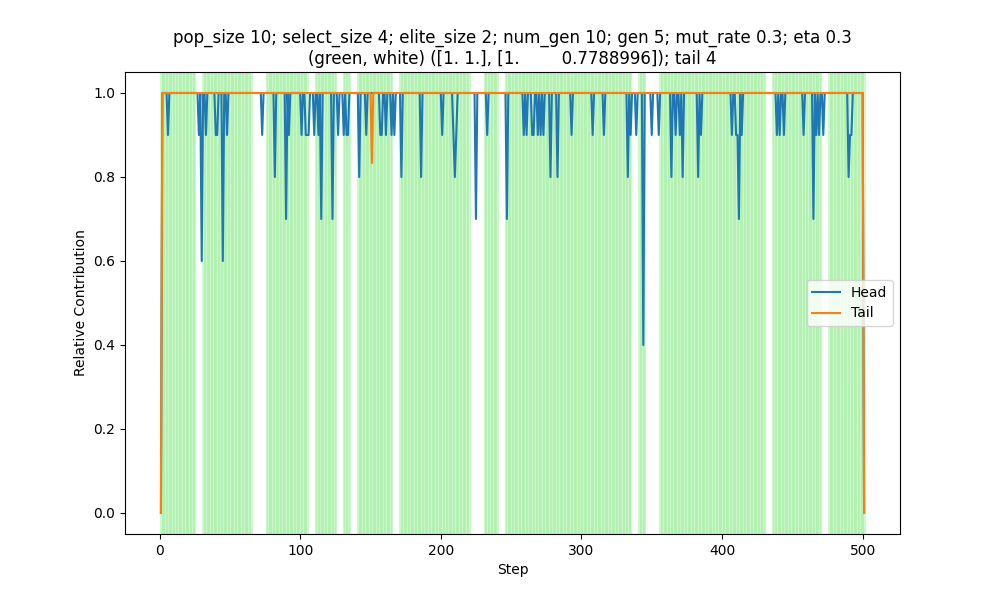 pop_size 10; select_size 4; elite_size 2; num_gen 10; gen 5; mut_rate 0.3; eta 0.3
(green, white) ([1. 1.], [1.        0.7788996]); tail 4
1.0
0.8
0.6
0.4
0.2
0.0
Relative Contribution
Head
Tail
0
100
200
300
400
500
Step